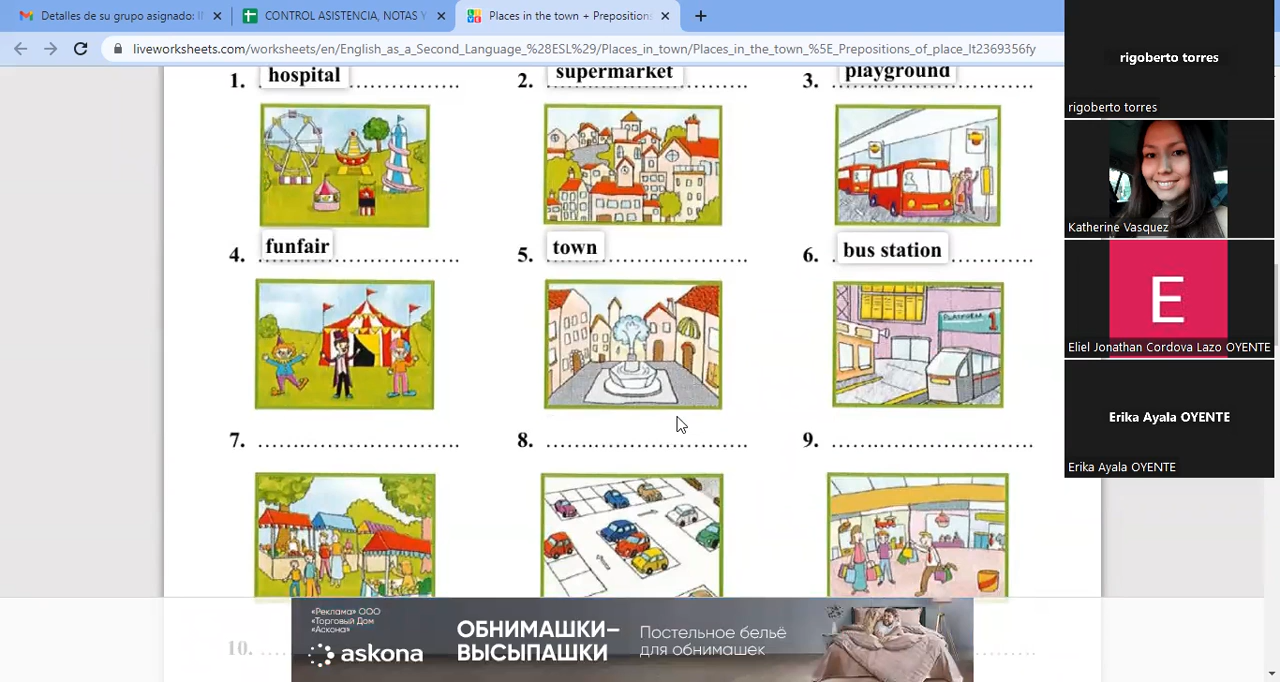 Detalles de su grupo asignado: I
CONTROL ASISTENCIA, NOTAS Y
Places in the town + Prepositions
liveworksheets.com/worksheets/en/English_as_a_Second_Language_%28ESL%29/Places_in_town/Places_in_the_town_%5E_Prepositions_of_place_lt2369356fy
1. hospital
2. supermarket
3. playground
4. funfair
5. town
6. bus station
PLATFORM 1
7.
8.
9.
10.
«Реклама» ООО
«Торговый Дом
«Аскона»
askona
ОБНИМАШКИ–
ВЫСЫПАШКИ
Постельное бельё
для обнимашек
rigoberto torres
rigoberto torres
Katherine Vasquez
E
Eliel Jonathan Cordova Lazo OYENTE
Erika Ayala OYENTE
Erika Ayala OYENTE